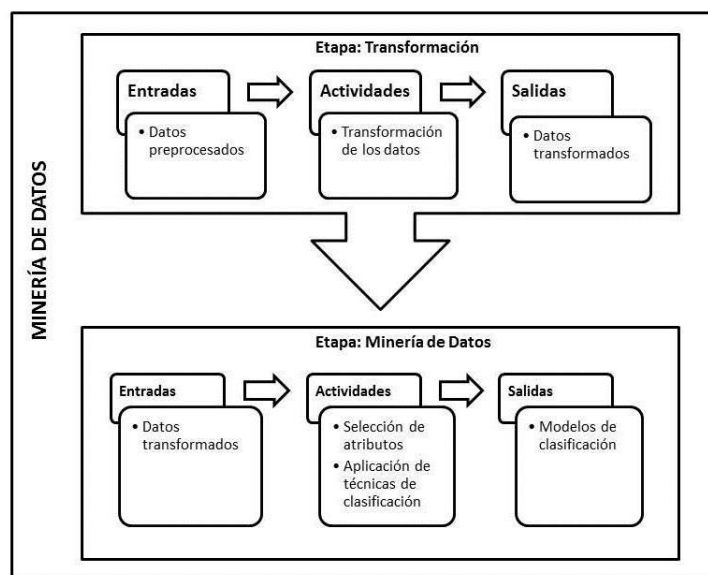 MINERÍA DE DATOS
Etapa: Transformación
Entradas
• Datos
preprocesados
Actividades
• Transformación
de los datos
Salidas
• Datos
transformados
Etapa: Minería de Datos
Entradas
• Datos
transformados
Actividades
• Selección de
atributos
• Aplicación de
técnicas de
clasificación
Salidas
• Modelos de
clasificación